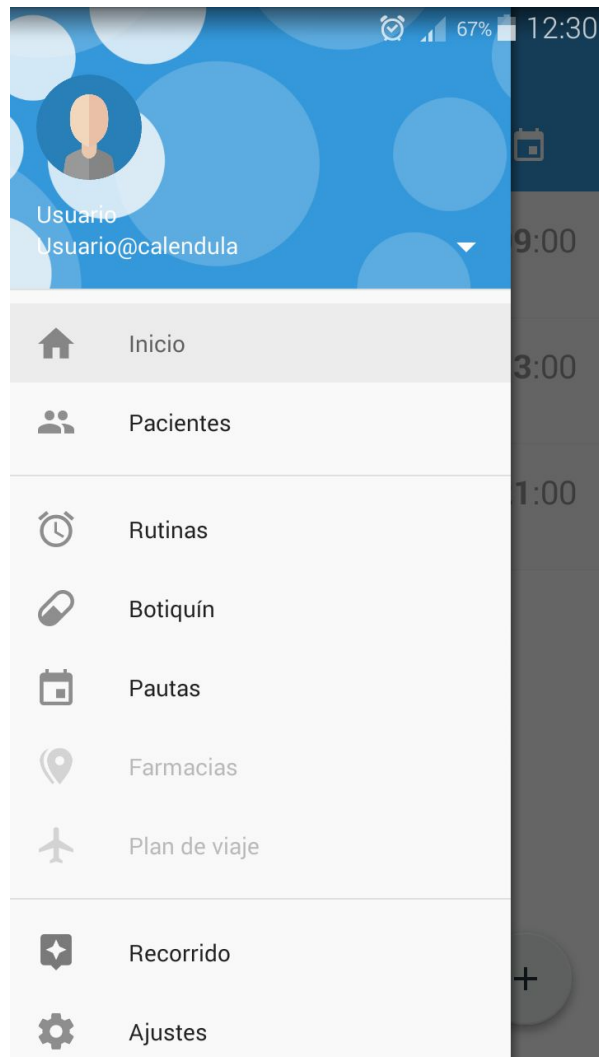 67% 12:30
Usuario
Usuario@calendula
Inicio
Pacientes
Rutinas
Botiquín
Pautas
Farmacias
Plan de viaje
Recorrido
Ajustes
9:00
3:00
1:00
+